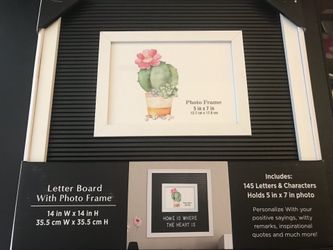 Photo Frame
5 in x 7 in
12.7 cm x 17.8 cm
Letter Board
With Photo Frame
14 in W x 14 in H
35.5 cm W x 35.5 cm H
HOME IS WHERE
THE HEART IS
Includes:
145 Letters & Characters
Holds 5 in x 7 in photo
Personalize With your
positive sayings, witty
remarks, inspirational
quotes and much more!